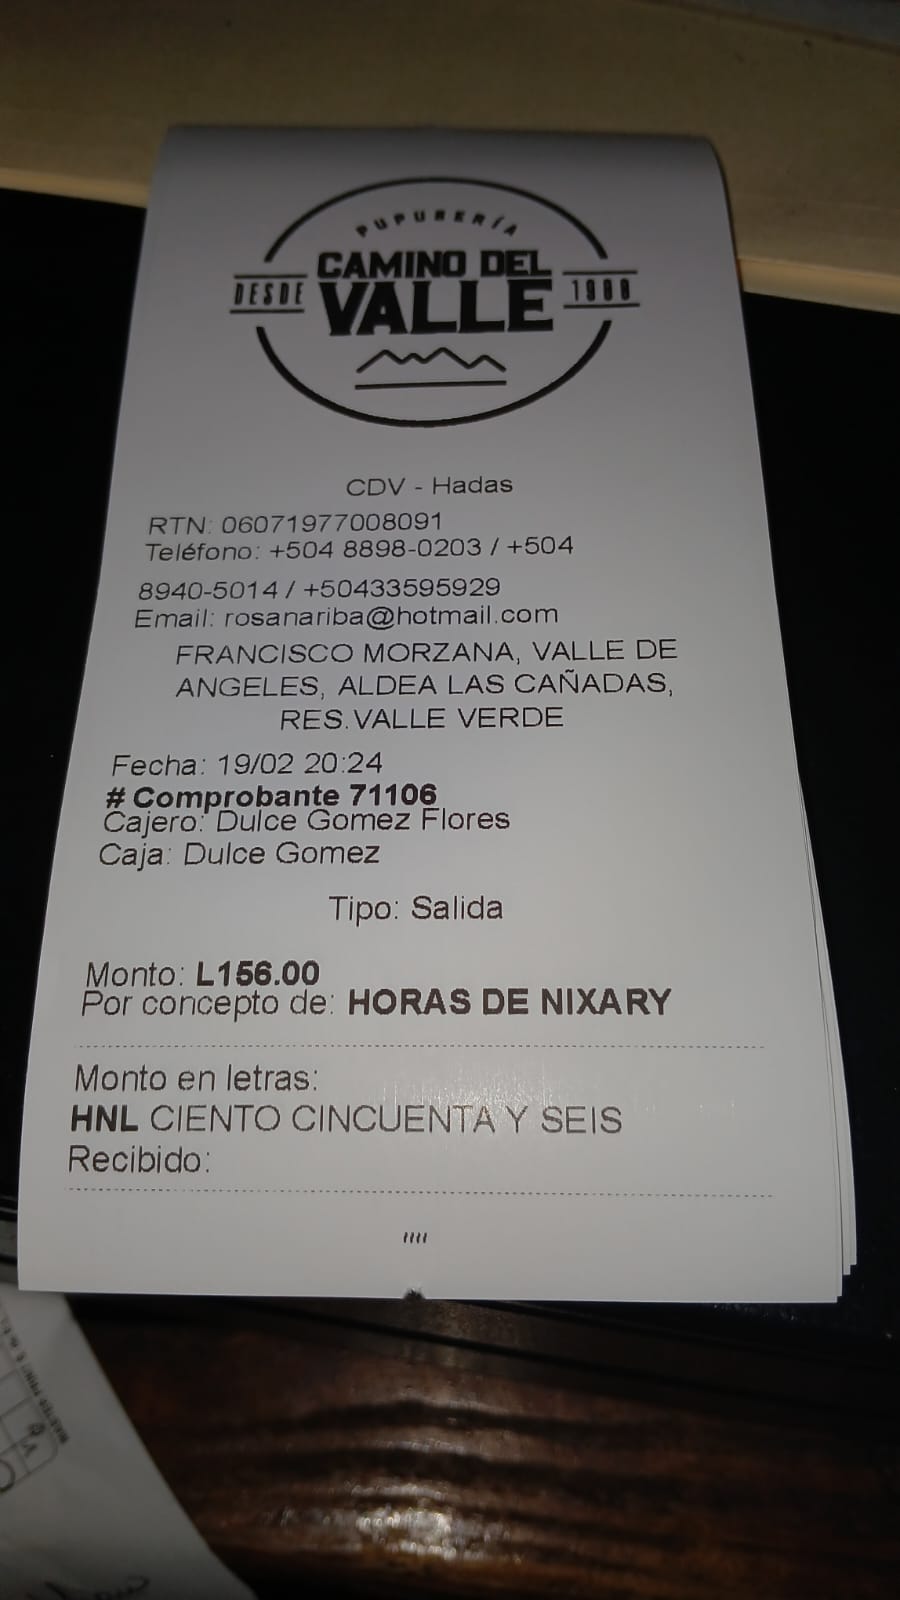 PUPUSERÍA
CAMINO DEL
DESDE VALLE 1988
CDV - Hadas
RTN: 06071977008091
Teléfono: +504 8898-0203 / +504
8940-5014 / +50433595929
Email: rosanariba@hotmail.com
FRANCISCO MORZANA, VALLE DE
ANGELES, ALDEA LAS CAÑADAS,
RES.VALLE VERDE
Fecha: 19/02 20:24
# Comprobante 71106
Cajero: Dulce Gomez Flores
Caja: Dulce Gomez
Tipo: Salida
Monto: L156.00
Por concepto de: HORAS DE NIXARY
Monto en letras:
HNL CIENTO CINCUENTA Y SEIS
Recibido:
////